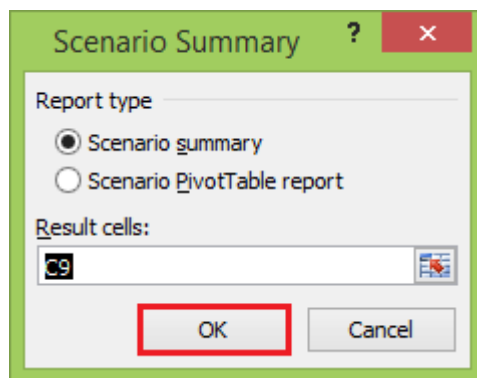 Scenario Summary ? ×
Report type
Scenario summary
Scenario PivotTable report
Result cells:
C9
OK Cancel